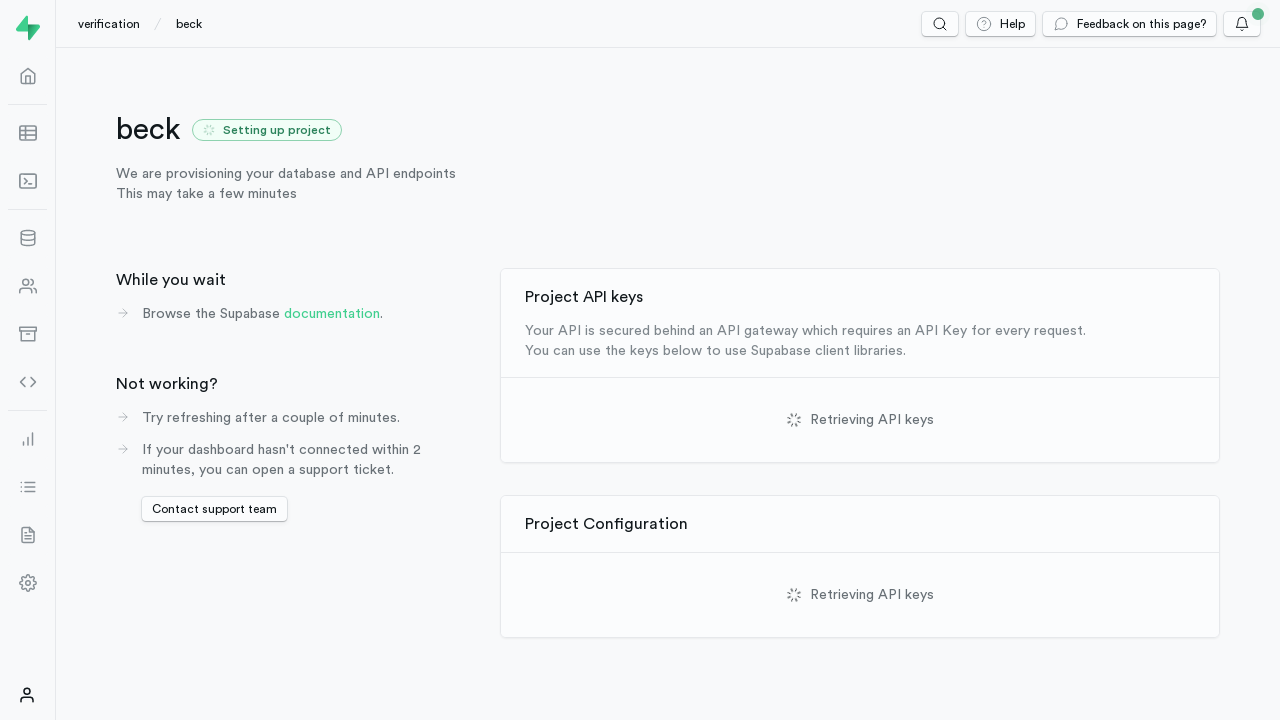 verification / beck
Help
Feedback on this page?
beck
Setting up project
We are provisioning your database and API endpoints
This may take a few minutes
While you wait
Browse the Supabase documentation.
Not working?
Try refreshing after a couple of minutes.
If your dashboard hasn't connected within 2
minutes, you can open a support ticket.
Contact support team
Project API keys
Your API is secured behind an API gateway which requires an API Key for every request.
You can use the keys below to use Supabase client libraries.
Retrieving API keys
Project Configuration
Retrieving API keys